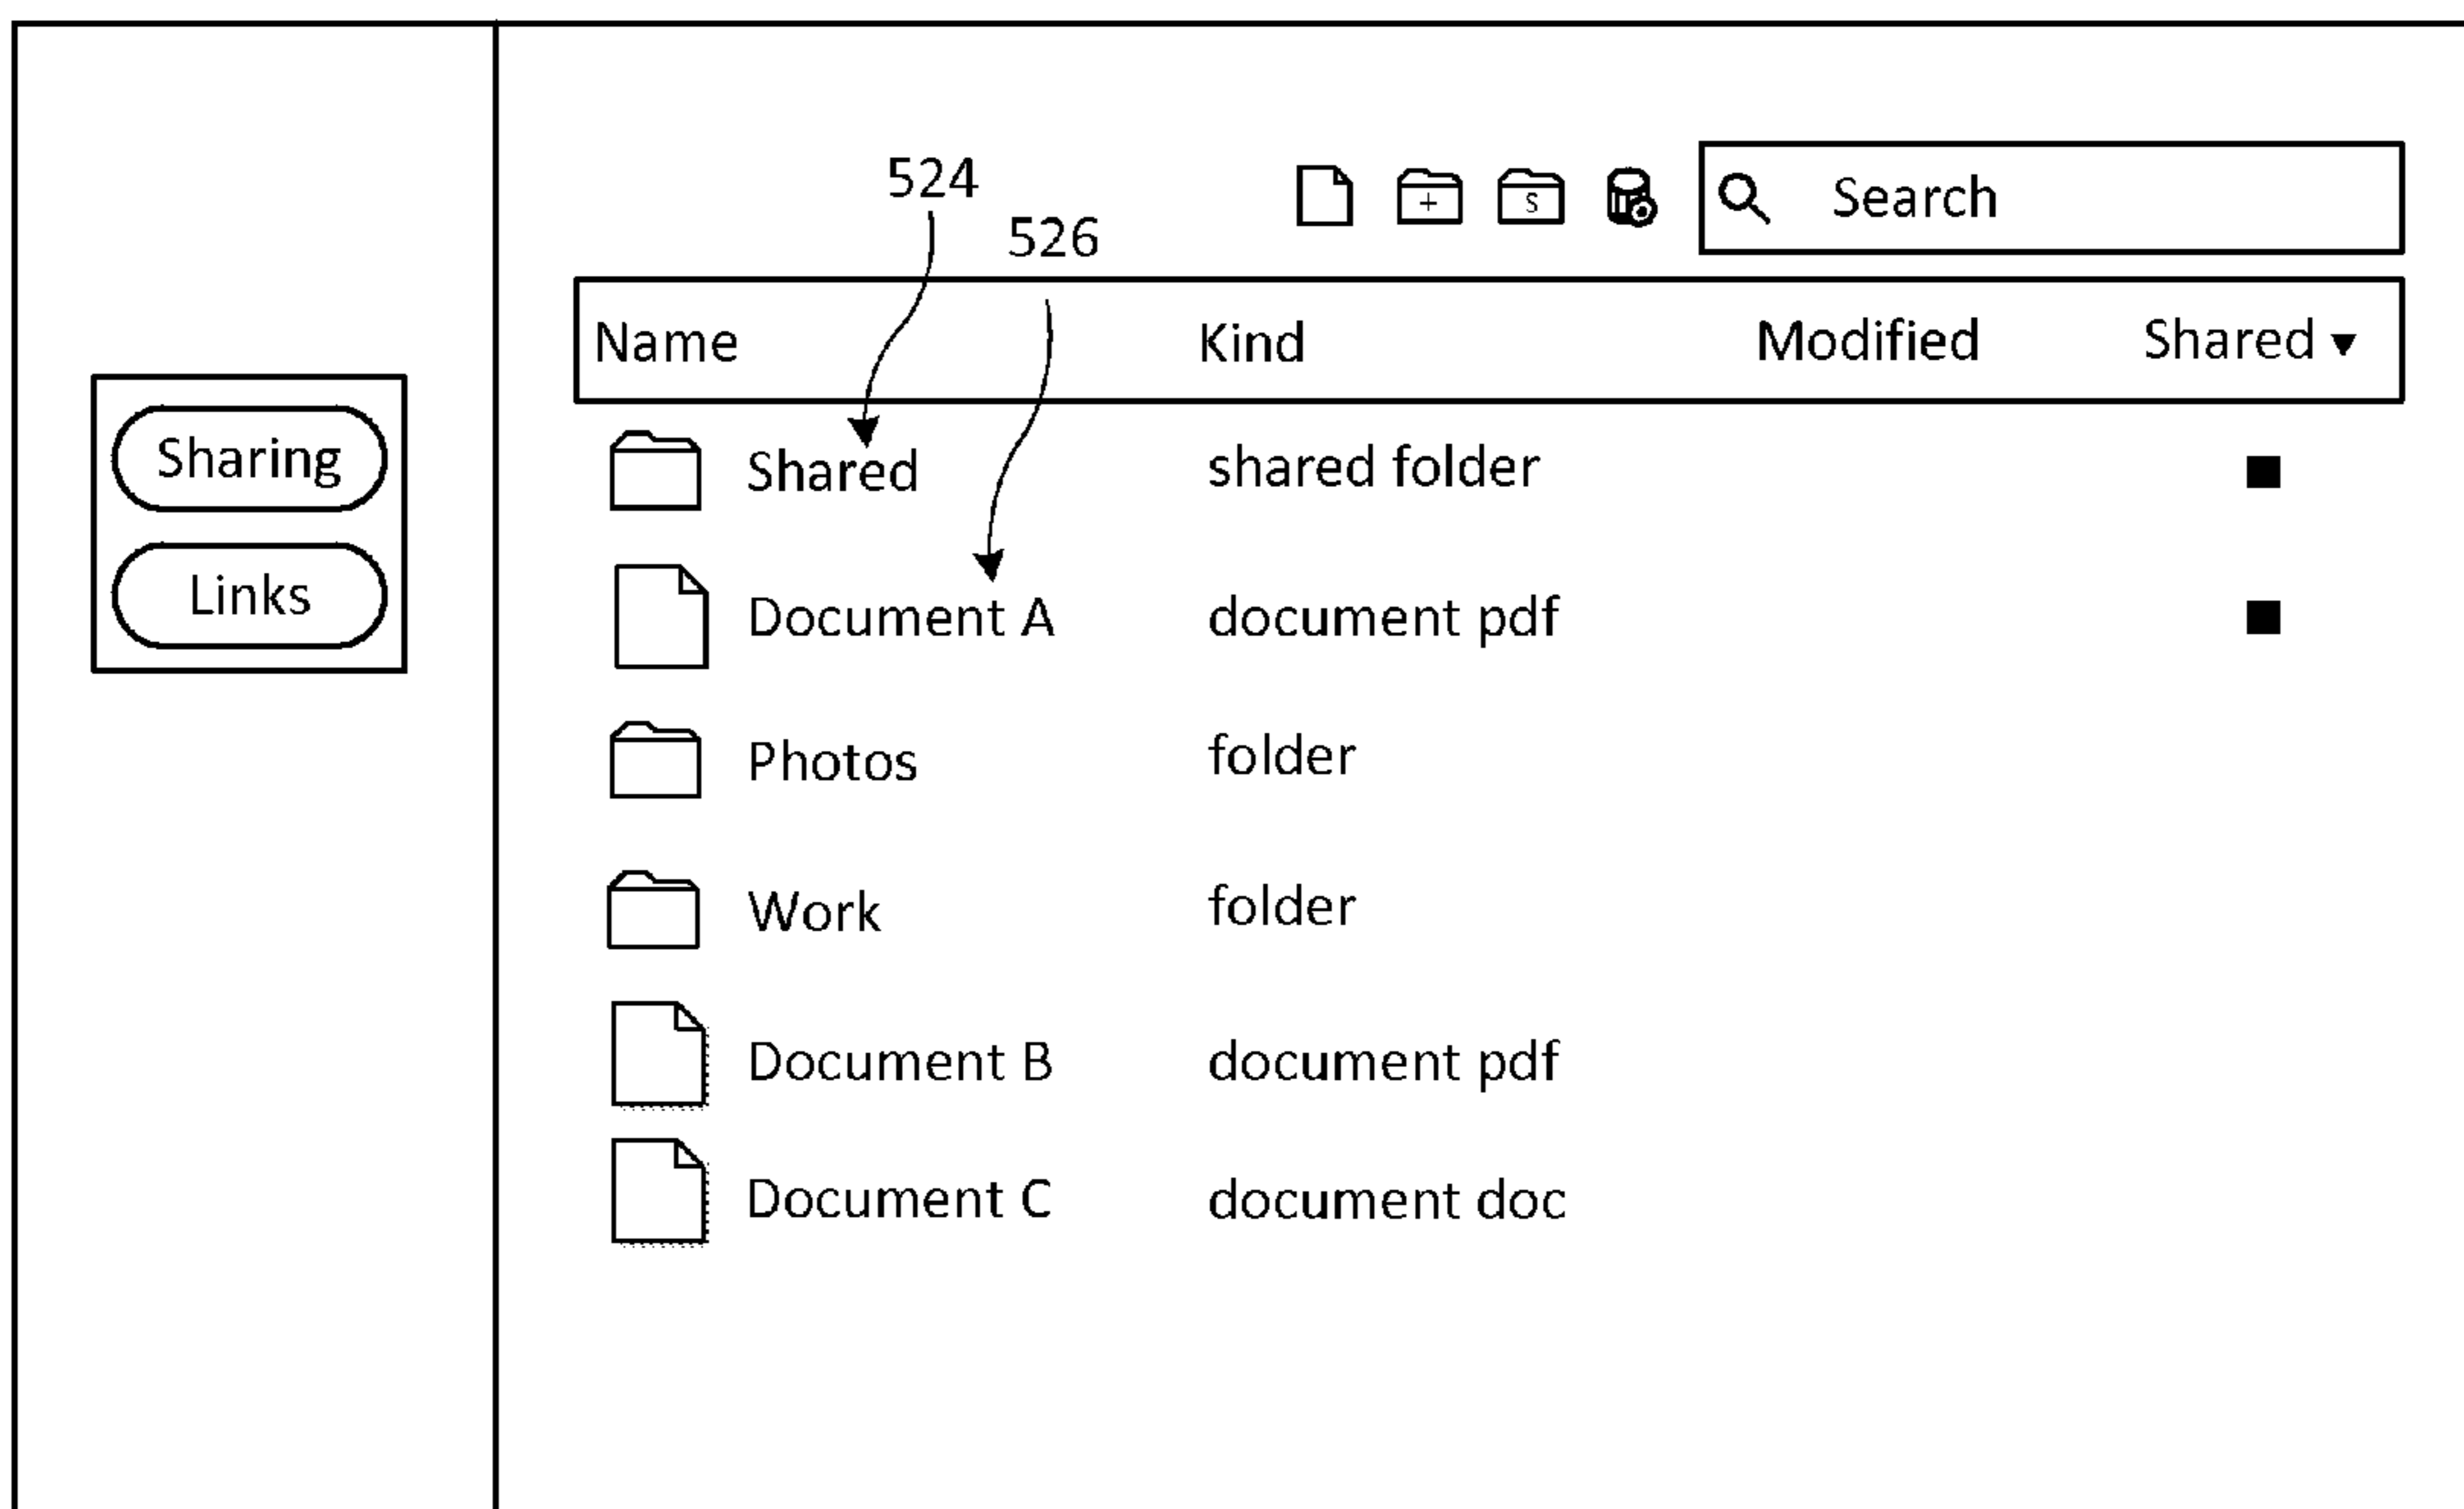 524
526
+ S
Search
Name Kind Modified Shared ▼
Sharing
Links
Shared shared folder ■
Document A document pdf ■
Photos folder
Work folder
Document B document pdf
Document C document doc